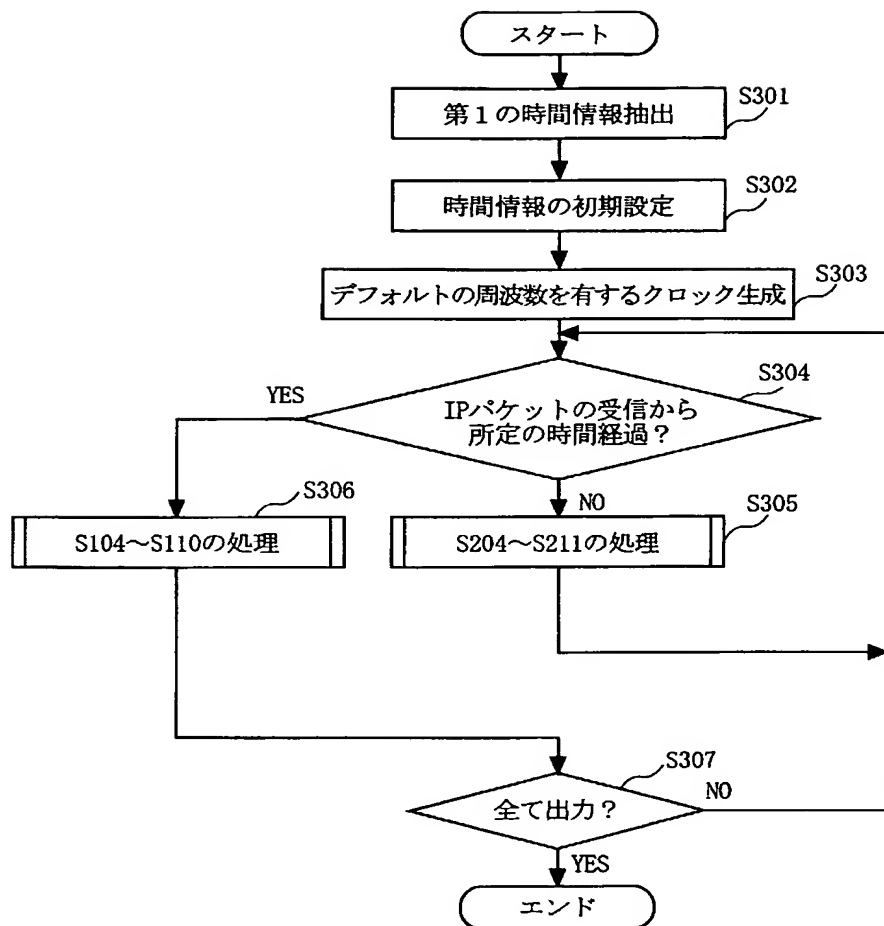 スタート
第１の時間情報抽出
S301
時間情報の初期設定
S302
デフォルトの周波数を有するクロック生成
S303
IPパケットの受信から
所定の時間経過？
S304
YES
NO
S104～S110の処理
S306
S204～S211の処理
S305
全て出力？
S307
NO
YES
エンド